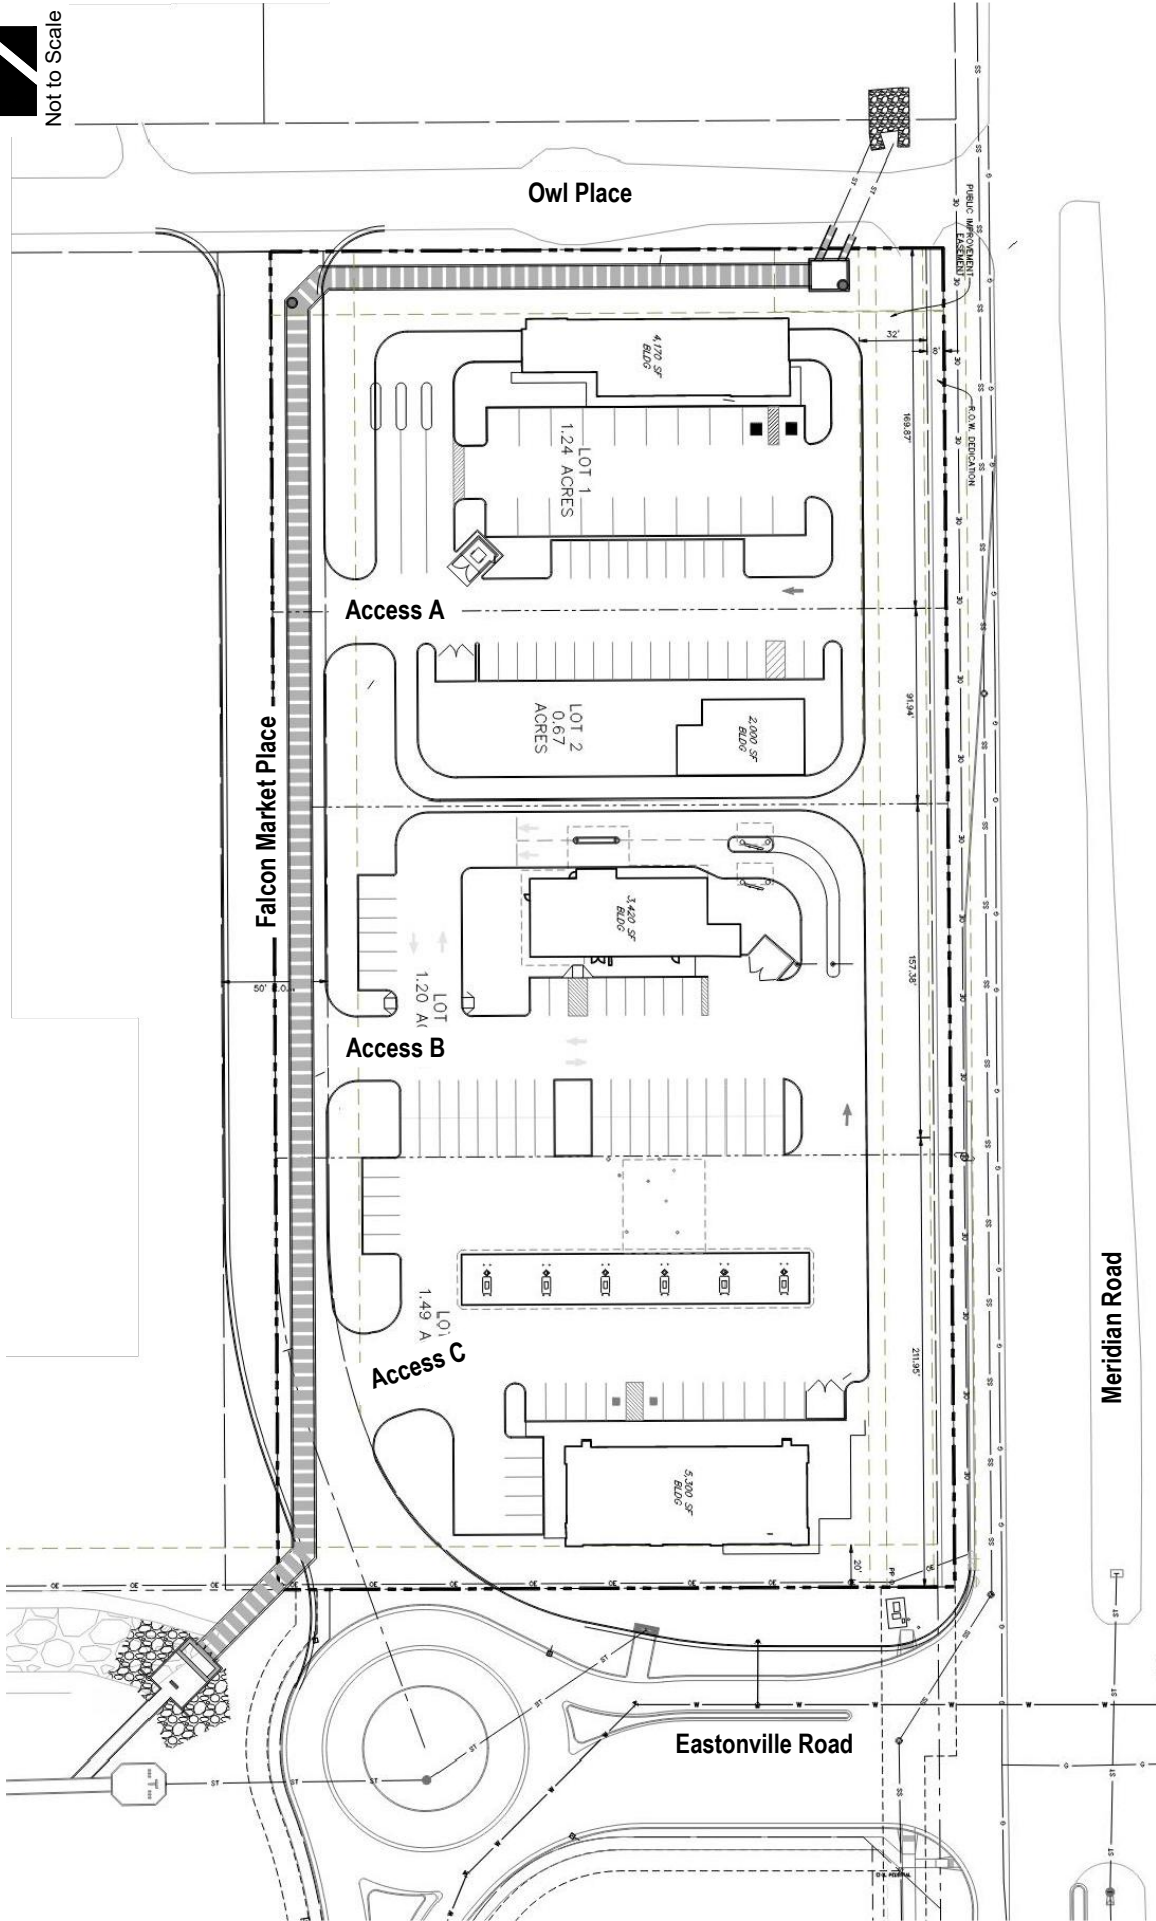 Not to Scale
Owl Place
PUBLIC IMPROVEMENT
EASEMENT
32'
8'
R.O.W. DEDICATION
169.87'
4,170 SF
BLDG
LOT 1
1.24 ACRES
Access A
91.94'
LOT 2
0.67
ACRES
2,000 SF
BLDG
Falcon Market Place
3,420 SF
BLDG
157.38'
50'
LOT
1.20 A
Access B
Meridian Road
211.95'
1.49 A
Access C
5,300 SF
BLDG
20'
PP
Eastonville Road